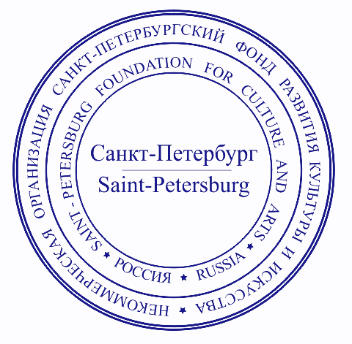 НЕКОММЕРЧЕСКАЯ ОРГАНИЗАЦИЯ САНКТ-ПЕТЕРБУРГСКИЙ ФОНД РАЗВИТИЯ КУЛЬТУРЫ И ИСКУССТВА
SAINT-PETERSBURG FOUNDATION FOR CULTURE AND ARTS
РОССИЯ ★ RUSSIA
Санкт-Петербург
Saint-Petersburg